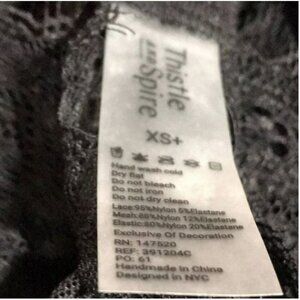 Thistle
AND
Spire
XS+
Hand wash cold
Dry flat
Do not bleach
Do not iron
Do not dry clean
Lace:95%Nylon 5%Elastane
Mesh:88%Nylon 12%Elastane
Elastic:80%Nylon 20%Elastane
Exclusive Of Decoration
RN: 147520
REF: 391204C
PO: 61
Handmade in China
Designed in NYC